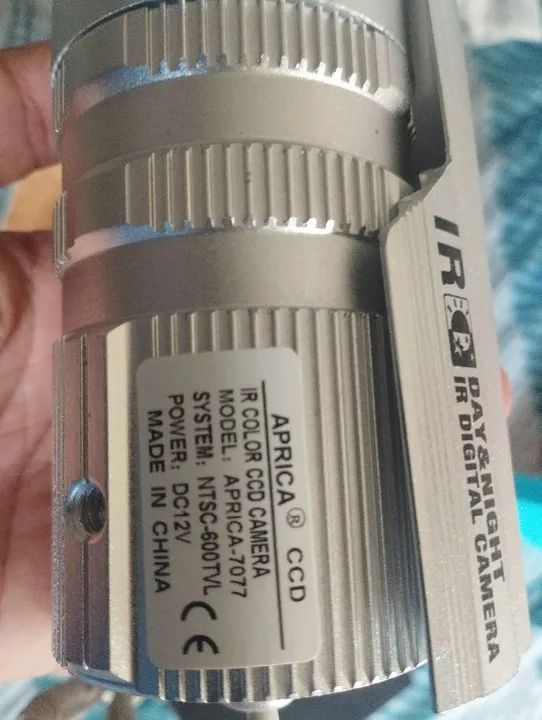 APRICA® CCD
IR COLOR CCD CAMERA
MODEL: APRICA-7077
SYSTEM: NTSC-600TVL
POWER: DC12V
MADE IN CHINA
CE
IR
DAY&NIGHT
IR DIGITAL CAMERA